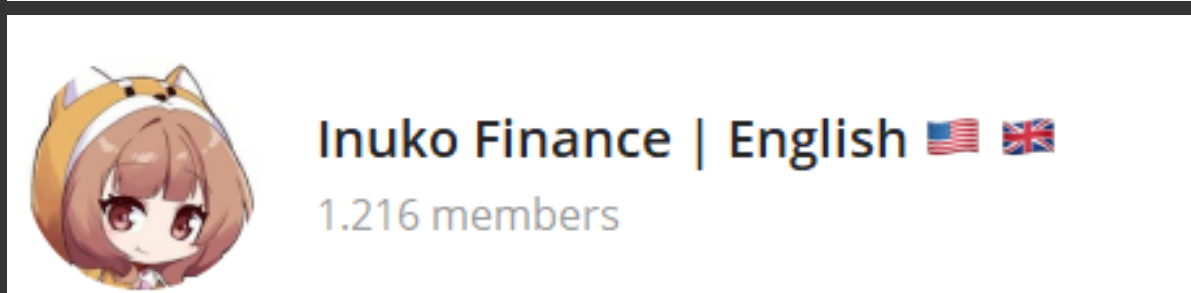 Inuko Finance | English 🇺🇸 🇬🇧
1.216 members